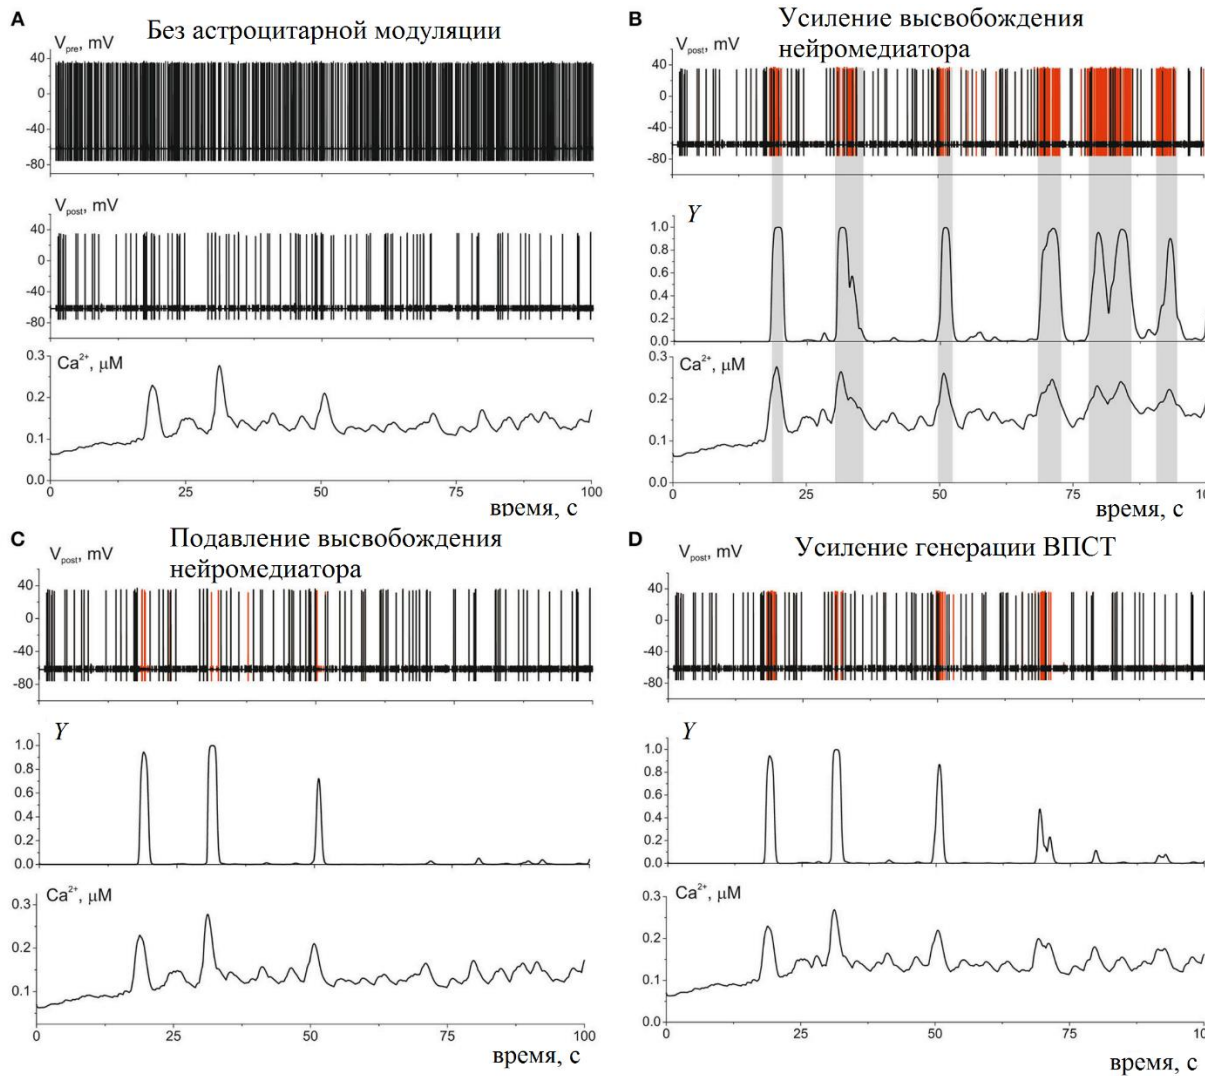 A
Без астроцитарной модуляции
V_pre, mV
40
0
-40
-80
V_post, mV
40
0
-40
-80
Ca²⁺, μM
0.3
0.2
0.1
0.0
0 25 50 75 100
время, с
B
Усиление высвобождения
нейромедиатора
V_post, mV
40
0
-40
-80
Y
1.0
0.8
0.6
0.4
0.2
0.0
Ca²⁺, μM
0.3
0.2
0.1
0.0
0 25 50 75 100
время, с
C
Подавление высвобождения
нейромедиатора
V_post, mV
40
0
-40
-80
Y
1.0
0.8
0.6
0.4
0.2
0.0
Ca²⁺, μM
0.3
0.2
0.1
0 25 50 75 100
время, с
D
Усиление генерации ВПСТ
V_post, mV
40
0
-40
-80
Y
1.0
0.8
0.6
0.4
0.2
0.0
Ca²⁺, μM
0.3
0.2
0.1
0.0
0 25 50 75 100
время, с